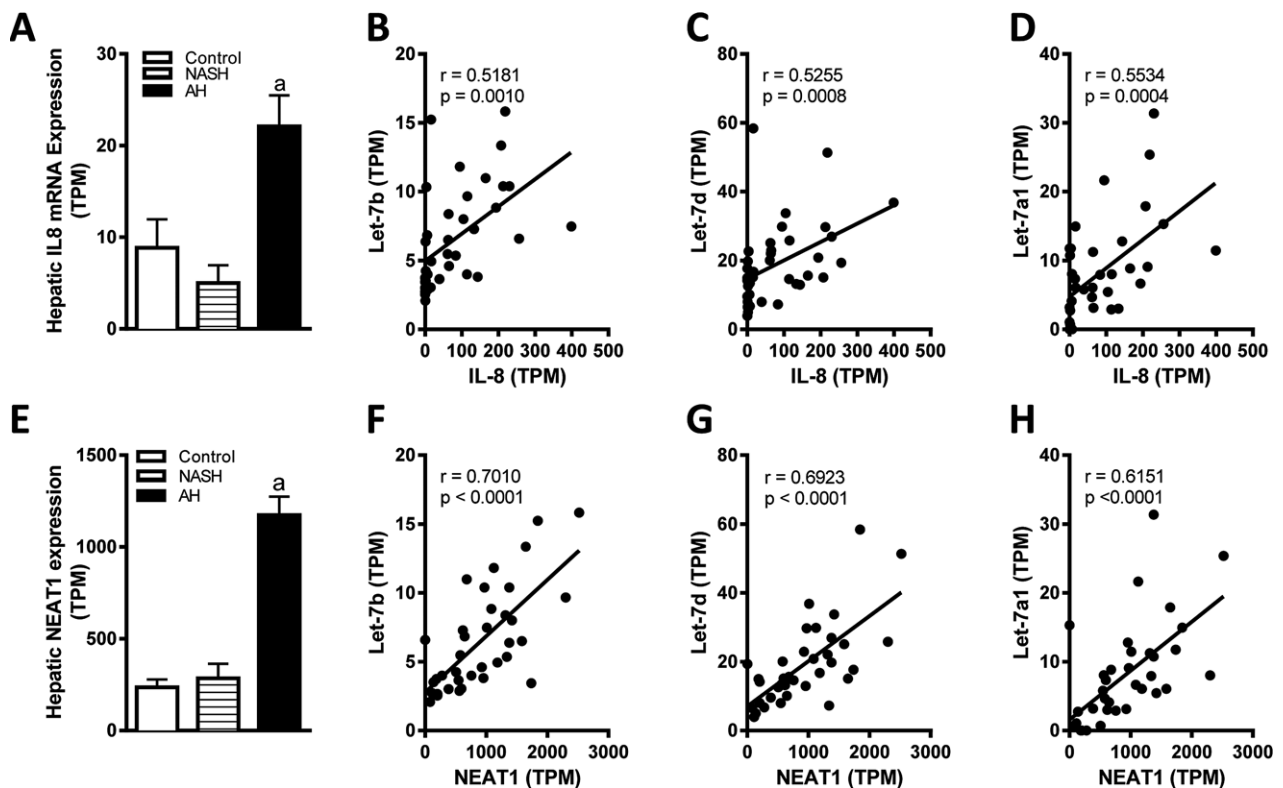 A
Hepatic IL8 mRNA Expression
(TPM)
30
20
10
0
Control
NASH
AH
a
B
Let-7b (TPM)
20
15
10
5
0
r = 0.5181
p = 0.0010
0 100 200 300 400 500
IL-8 (TPM)
C
Let-7d (TPM)
80
60
40
20
0
r = 0.5255
p = 0.0008
0 100 200 300 400 500
IL-8 (TPM)
D
Let-7a1 (TPM)
40
30
20
10
0
r = 0.5534
p = 0.0004
0 100 200 300 400 500
IL-8 (TPM)
E
Hepatic NEAT1 expression
(TPM)
1500
1000
500
0
Control
NASH
AH
a
F
Let-7b (TPM)
20
15
10
5
0
r = 0.7010
p < 0.0001
0 1000 2000 3000
NEAT1 (TPM)
G
Let-7d (TPM)
80
60
40
20
0
r = 0.6923
p < 0.0001
0 1000 2000 3000
NEAT1 (TPM)
H
Let-7a1 (TPM)
40
30
20
10
0
r = 0.6151
p <0.0001
0 1000 2000 3000
NEAT1 (TPM)